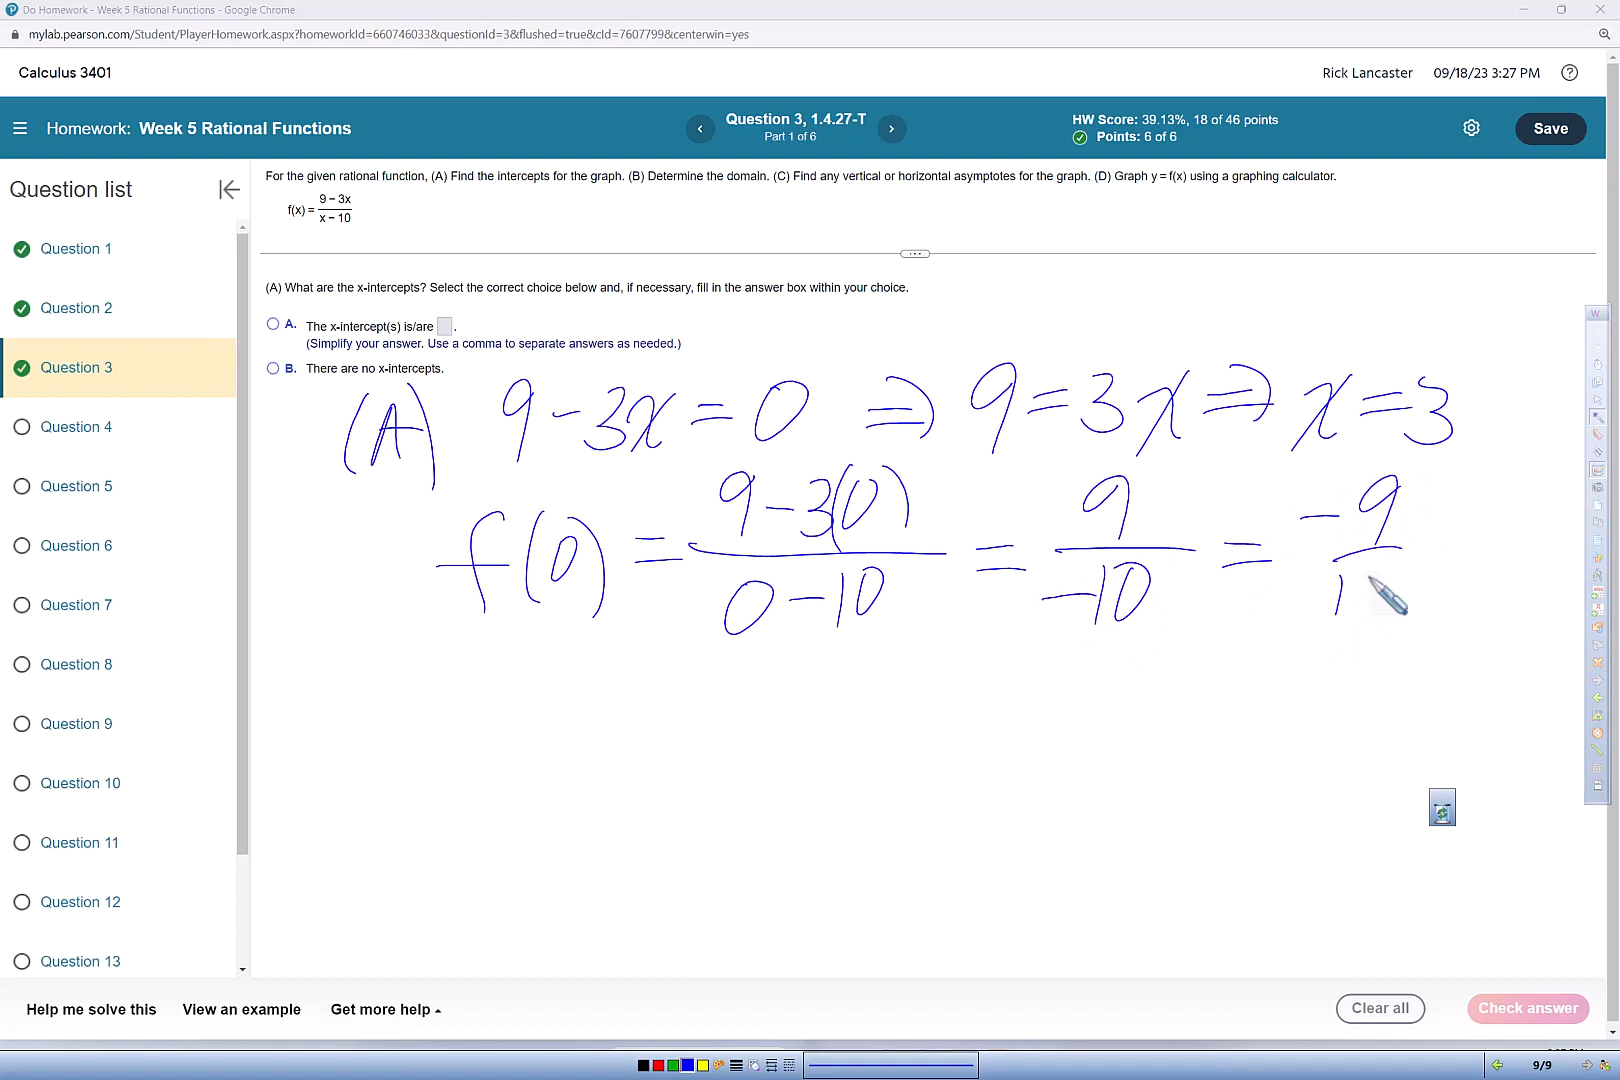 Do Homework - Week 5 Rational Functions - Google Chrome
mylab.pearson.com/Student/PlayerHomework.aspx?homeworkId=660746033&questionId=3&flushed=true&cId=7607799&centerwin=yes
Calculus 3401
Rick Lancaster 09/18/23 3:27 PM
Homework: Week 5 Rational Functions
Question 3, 1.4.27-T
Part 1 of 6
HW Score: 39.13%, 18 of 46 points
Points: 6 of 6
Save
Question list
Question 1
Question 2
Question 3
Question 4
Question 5
Question 6
Question 7
Question 8
Question 9
Question 10
Question 11
Question 12
Question 13
For the given rational function, (A) Find the intercepts for the graph. (B) Determine the domain. (C) Find any vertical or horizontal asymptotes for the graph. (D) Graph y = f(x) using a graphing calculator.
f(x) = (9 − 3x)/(x − 10)
(A) What are the x-intercepts? Select the correct choice below and, if necessary, fill in the answer box within your choice.
A. The x-intercept(s) is/are .
(Simplify your answer. Use a comma to separate answers as needed.)
B. There are no x-intercepts.
(A) 9 - 3x = 0 ⇒ 9 = 3x ⇒ x = 3
f(0) = (9 - 3(0))/(0 - 10) = 9/(-10) = -9/1
Help me solve this
View an example
Get more help
Clear all
Check answer
9/9